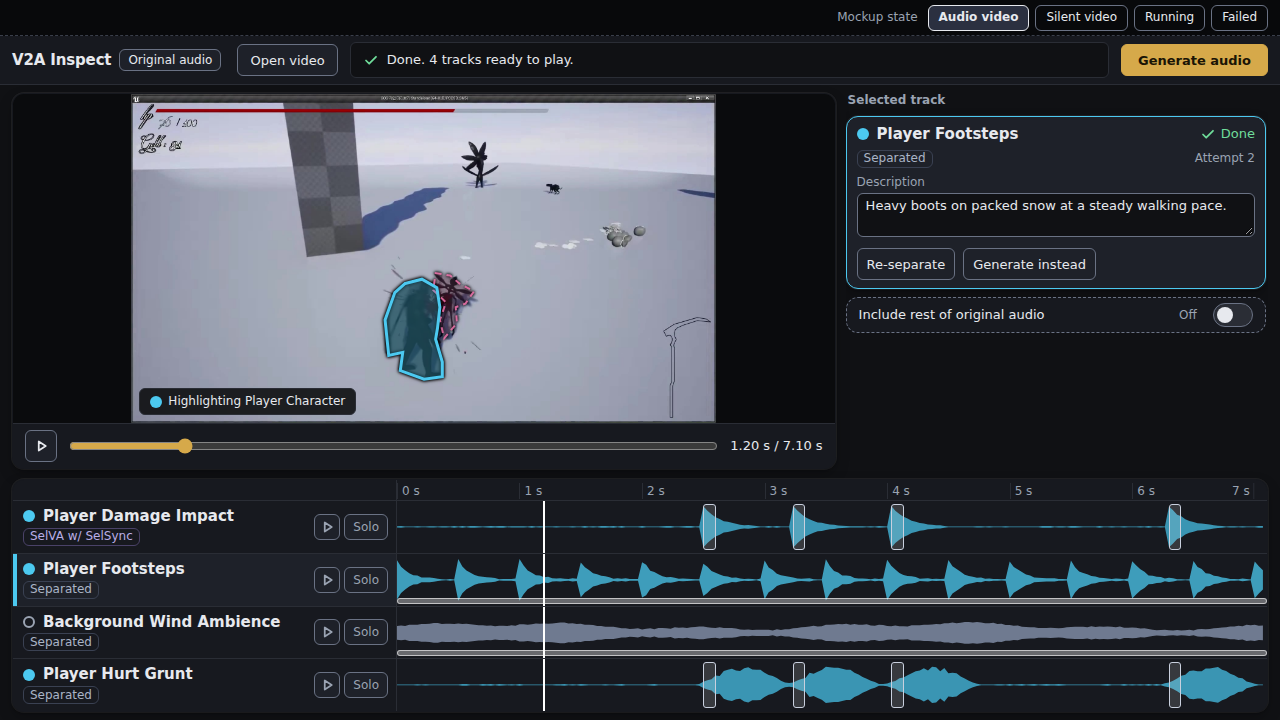 Mockup state Audio video Silent video Running Failed
V2A Inspect Original audio Open video Done. 4 tracks ready to play. Generate audio
Selected track
Player Footsteps Done
Separated Attempt 2
Description
Heavy boots on packed snow at a steady walking pace.
Re-separate Generate instead
Include rest of original audio Off
Highlighting Player Character
1.20 s / 7.10 s
0 s 1 s 2 s 3 s 4 s 5 s 6 s 7 s
Player Damage Impact
SelVA w/ SelSync Solo
Player Footsteps
Separated Solo
Background Wind Ambience
Separated Solo
Player Hurt Grunt
Separated Solo